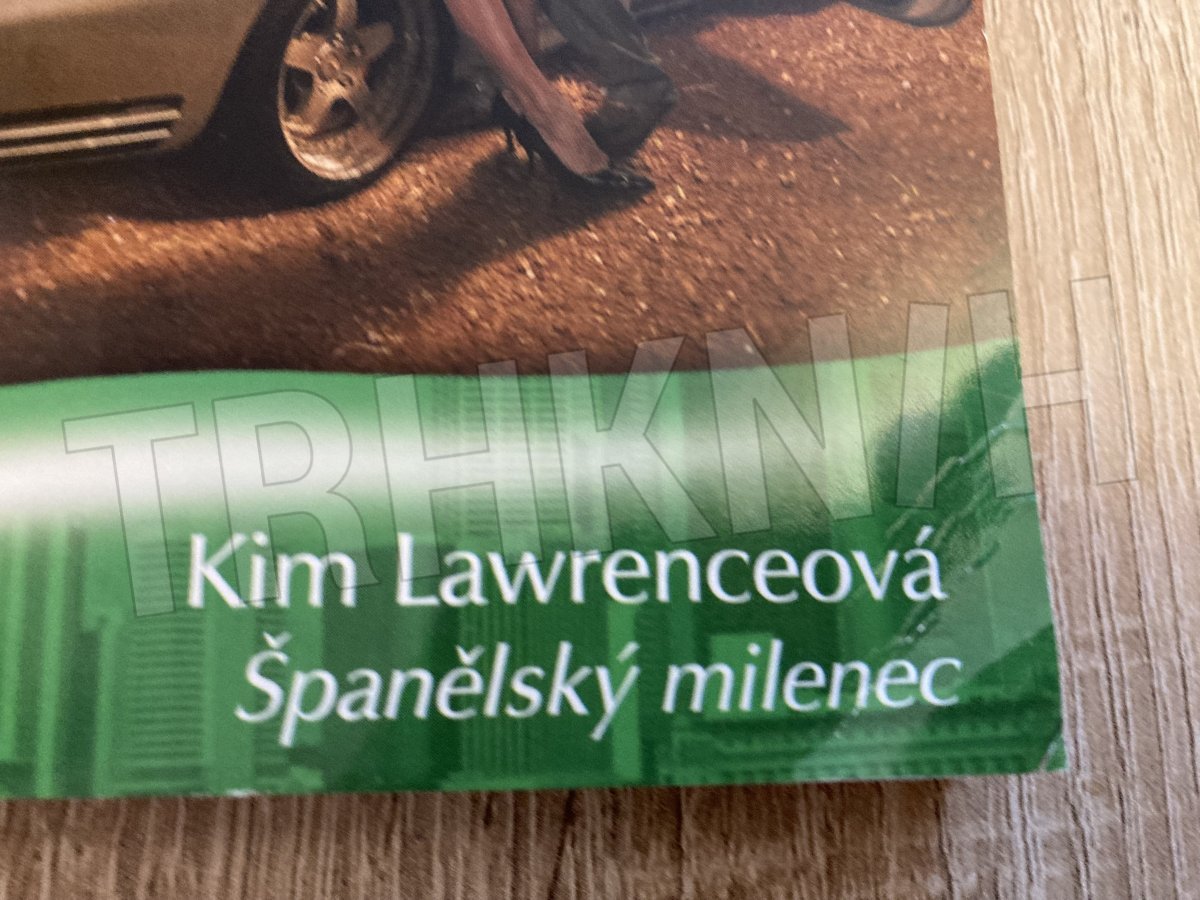 TRHKNIH
Kim Lawrenceová
Španělský milenec